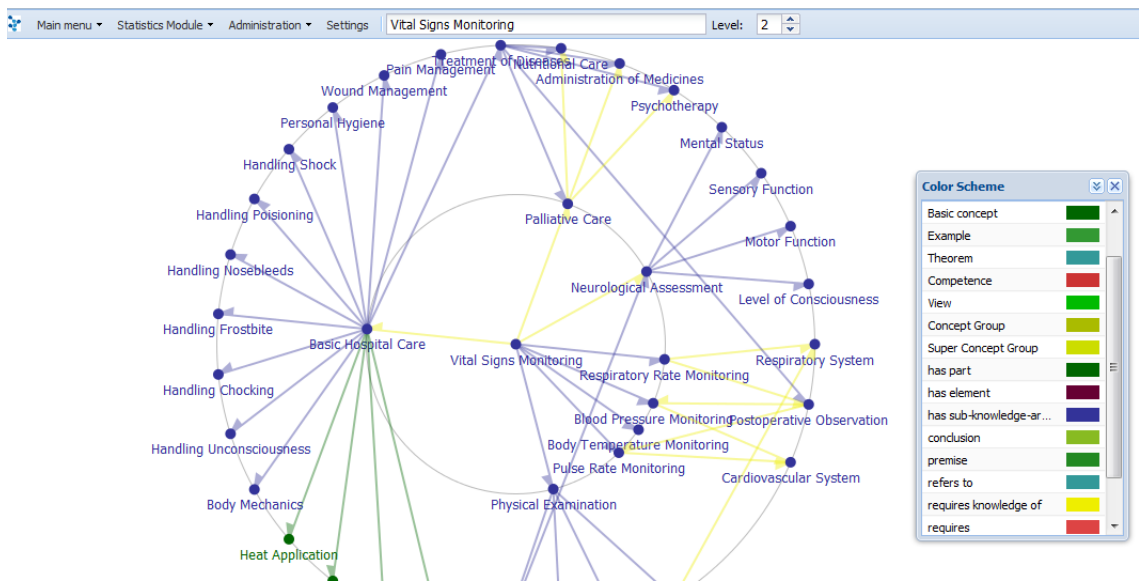 Main menu Statistics Module Administration Settings Vital Signs Monitoring Level: 2
Treatment of Diseases
Nutritional Care
Pain Management
Administration of Medicines
Wound Management
Psychotherapy
Personal Hygiene
Mental Status
Handling Shock
Sensory Function
Handling Poisioning
Palliative Care
Motor Function
Handling Nosebleeds
Neurological Assessment
Level of Consciousness
Handling Frostbite
Basic Hospital Care
Vital Signs Monitoring
Respiratory System
Respiratory Rate Monitoring
Handling Chocking
Blood Pressure Monitoring
Postoperative Observation
Handling Unconsciousness
Body Temperature Monitoring
Pulse Rate Monitoring
Cardiovascular System
Body Mechanics
Physical Examination
Heat Application
Color Scheme
Basic concept
Example
Theorem
Competence
View
Concept Group
Super Concept Group
has part
has element
has sub-knowledge-ar...
conclusion
premise
refers to
requires knowledge of
requires